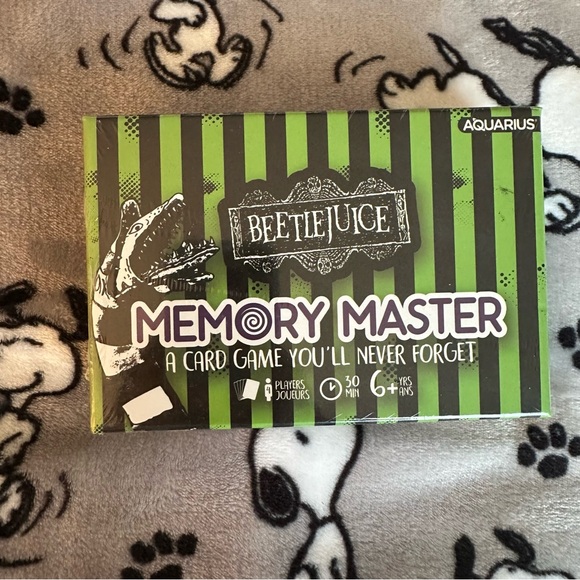 AQUARIUS
BEETLEJUICE
MEMORY MASTER
A CARD GAME YOU'LL NEVER FORGET
PLAYERS
JOUEURS
30
MIN
6+
YRS
ANS